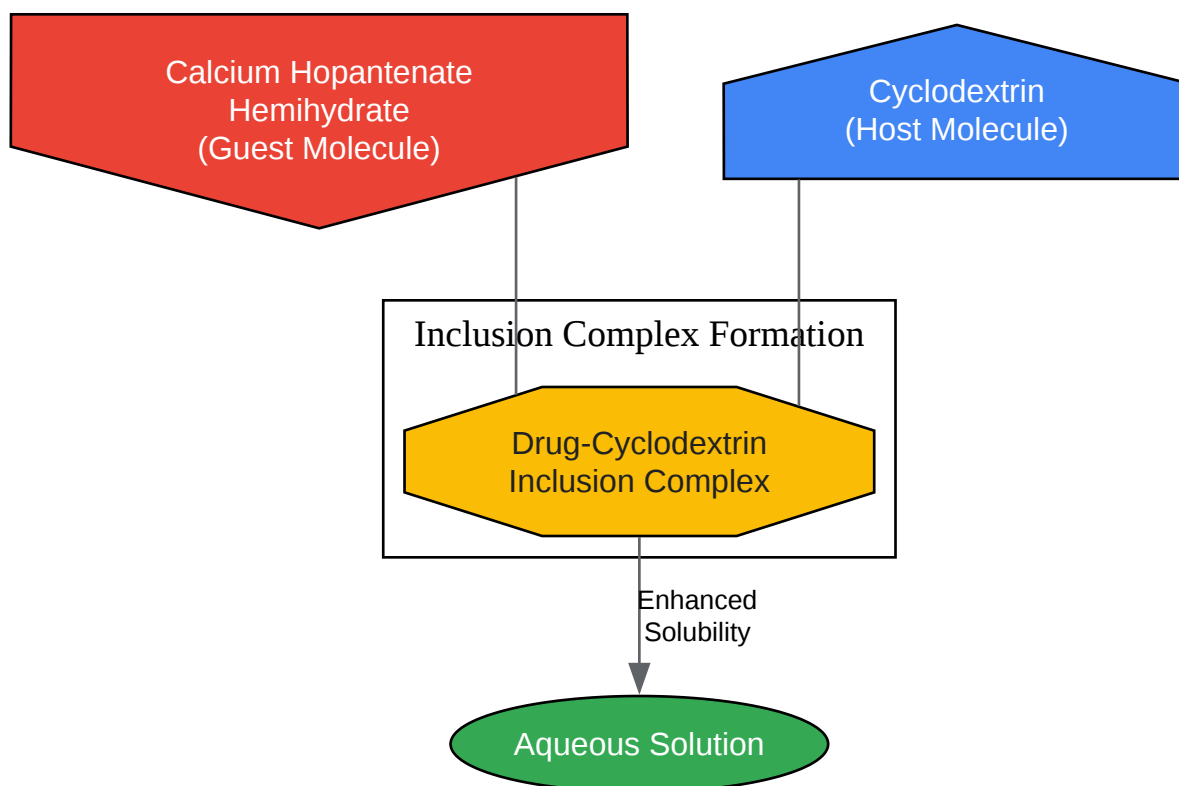 Calcium Hopantenate
Hemihydrate
(Guest Molecule)
Cyclodextrin
(Host Molecule)
Inclusion Complex Formation
Drug-Cyclodextrin
Inclusion Complex
Enhanced
Solubility
Aqueous Solution